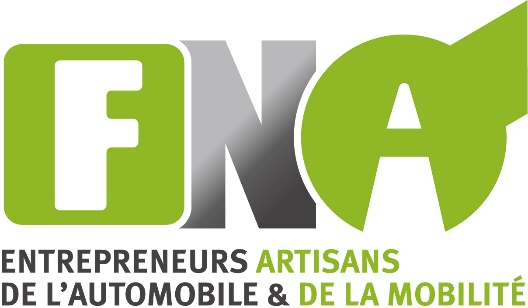 FNA
ENTREPRENEURS ARTISANS
DE L'AUTOMOBILE & DE LA MOBILITÉ